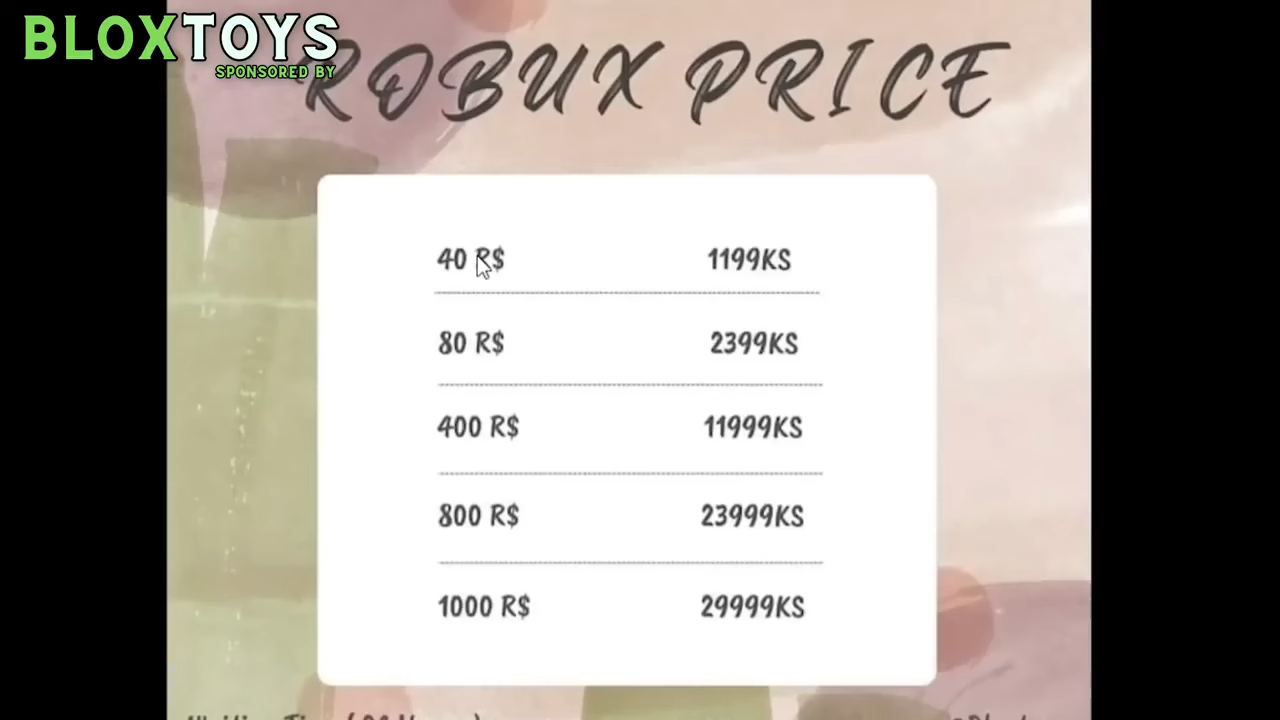 BLOXTOYS
SPONSORED BY
ROBUX PRICE
40 R$ 1199KS
80 R$ 2399KS
400 R$ 11999KS
800 R$ 23999KS
1000 R$ 29999KS